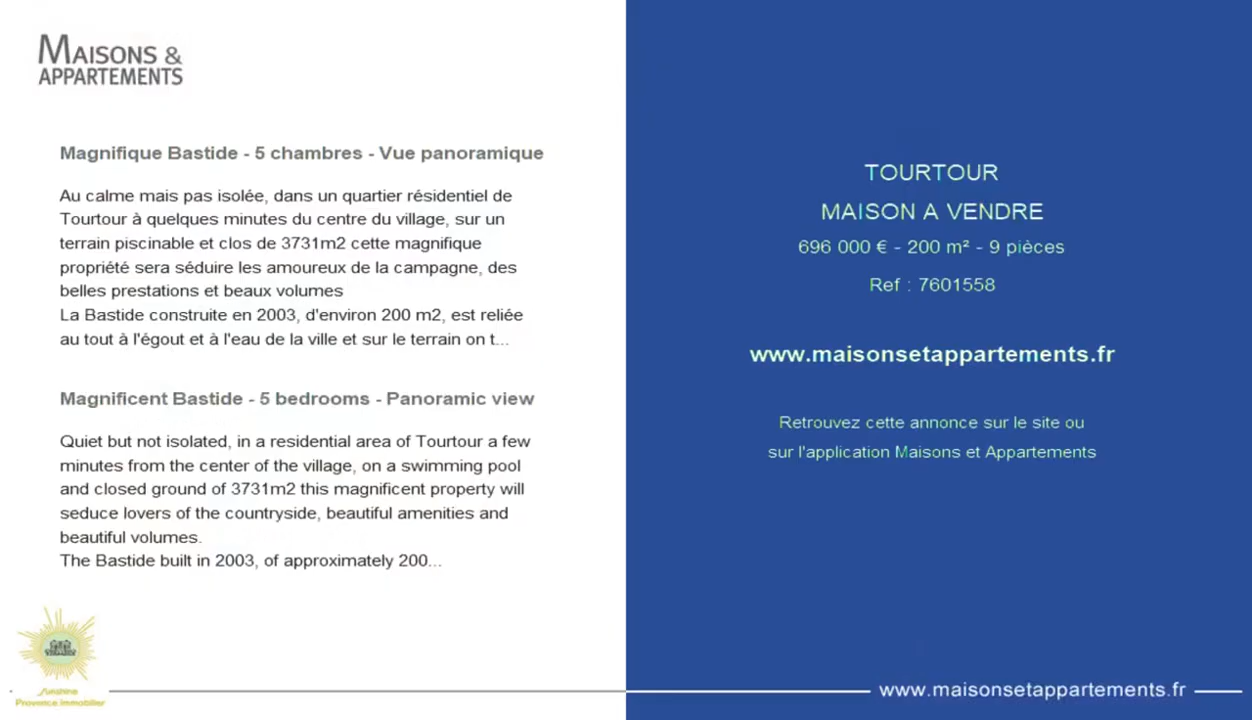 MAISONS &
APPARTEMENTS
Magnifique Bastide - 5 chambres - Vue panoramique
Au calme mais pas isolée, dans un quartier résidentiel de
Tourtour à quelques minutes du centre du village, sur un
terrain piscinable et clos de 3731m2 cette magnifique
propriété sera séduire les amoureux de la campagne, des
belles prestations et beaux volumes
La Bastide construite en 2003, d'environ 200 m2, est reliée
au tout à l'égout et à l'eau de la ville et sur le terrain on t...
Magnificent Bastide - 5 bedrooms - Panoramic view
Quiet but not isolated, in a residential area of Tourtour a few
minutes from the center of the village, on a swimming pool
and closed ground of 3731m2 this magnificent property will
seduce lovers of the countryside, beautiful amenities and
beautiful volumes.
The Bastide built in 2003, of approximately 200...
Sunshine
Provence Immobilier
TOURTOUR
MAISON A VENDRE
696 000 € - 200 m² - 9 pièces
Ref : 7601558
www.maisonsetappartements.fr
Retrouvez cette annonce sur le site ou
sur l'application Maisons et Appartements
www.maisonsetappartements.fr